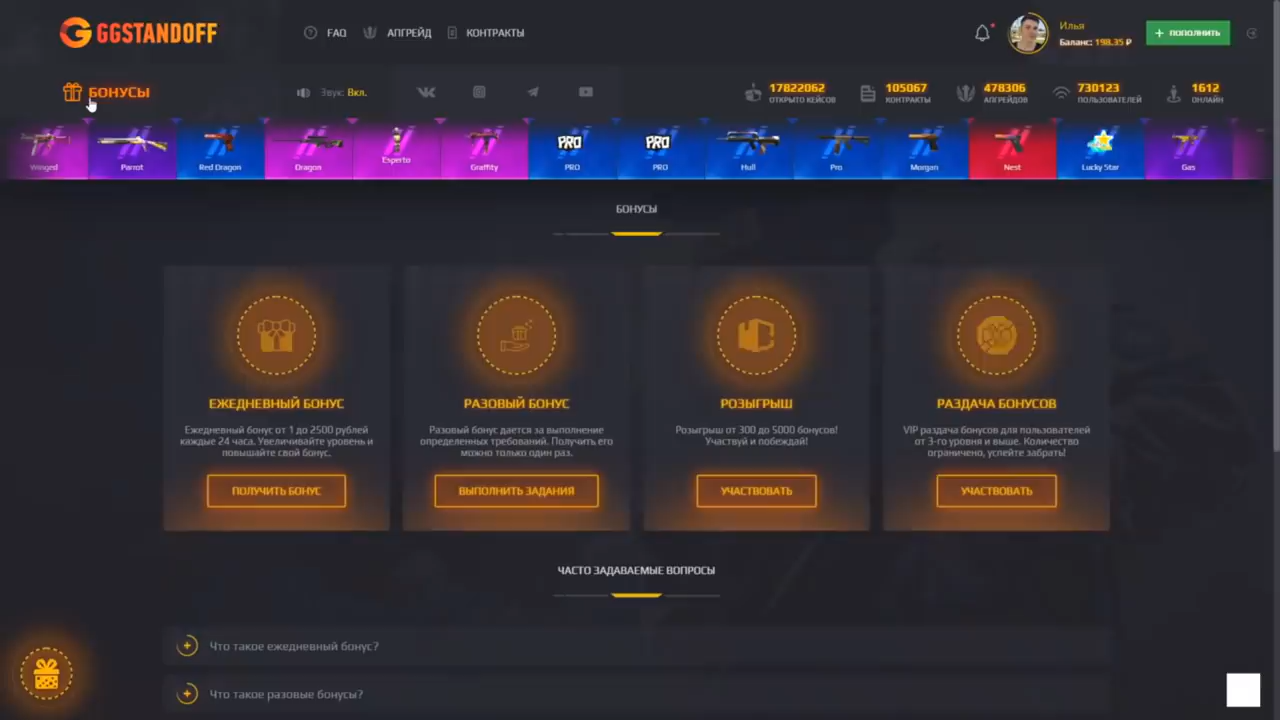 GGSTANDOFF
FAQ
АПГРЕЙД
КОНТРАКТЫ
Илья
Баланс: 198.35 ₽
ПОПОЛНИТЬ
БОНУСЫ
Звук: Вкл.
17822062
ОТКРЫТО КЕЙСОВ
105067
КОНТРАКТЫ
478306
АПГРЕЙДОВ
730123
ПОЛЬЗОВАТЕЛЕЙ
1612
ОНЛАЙН
Winged
Parrot
Red Dragon
Dragon
Esperto
Graffity
PRO
PRO
PRO
PRO
Hull
Pro
Morgan
Nest
Lucky Star
Gas
БОНУСЫ
ЕЖЕДНЕВНЫЙ БОНУС
Ежедневный бонус от 1 до 2500 рублей
каждые 24 часа. Увеличивайте уровень и
повышайте свой бонус.
ПОЛУЧИТЬ БОНУС
РАЗОВЫЙ БОНУС
Разовый бонус дается за выполнение
определенных требований. Получить его
можно только один раз.
ВЫПОЛНИТЬ ЗАДАНИЯ
РОЗЫГРЫШ
Розыгрыш от 300 до 5000 бонусов!
Участвуй и побеждай!
УЧАСТВОВАТЬ
РАЗДАЧА БОНУСОВ
VIP раздача бонусов для пользователей
от 3-го уровня и выше. Количество
ограничено, успейте забрать!
УЧАСТВОВАТЬ
ЧАСТО ЗАДАВАЕМЫЕ ВОПРОСЫ
Что такое ежедневный бонус?
Что такое разовые бонусы?